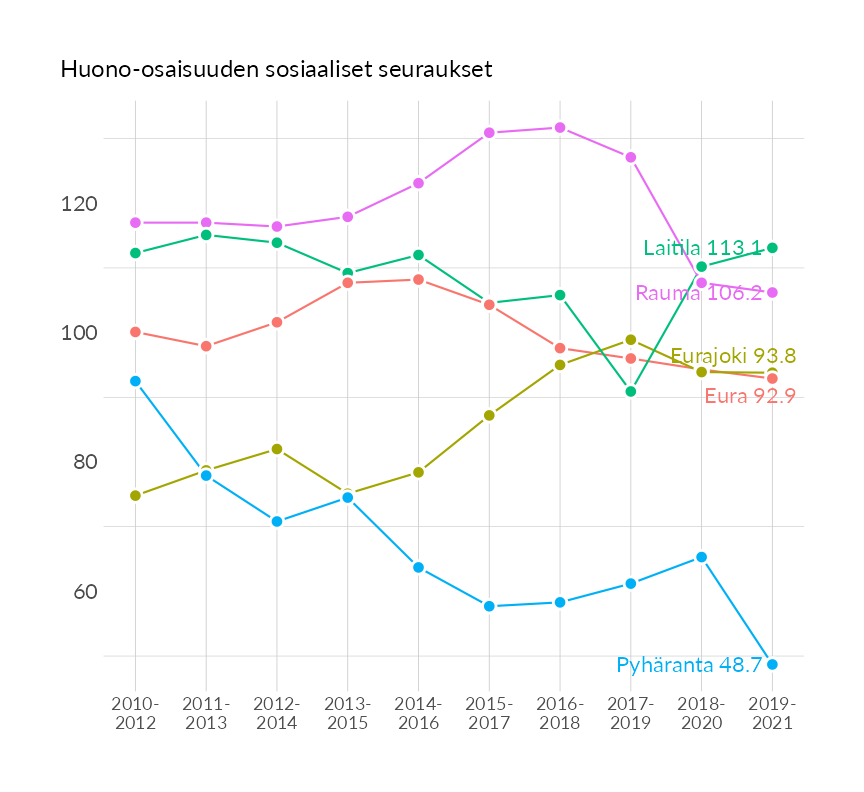 Huono-osaisuuden sosiaaliset seuraukset
120
100
80
60
Laitila 113.1
Rauma 106.2
Eurajoki 93.8
Eura 92.9
Pyhäranta 48.7
2010- 2011- 2012- 2013- 2014- 2015- 2016- 2017- 2018- 2019-
2012 2013 2014 2015 2016 2017 2018 2019 2020 2021